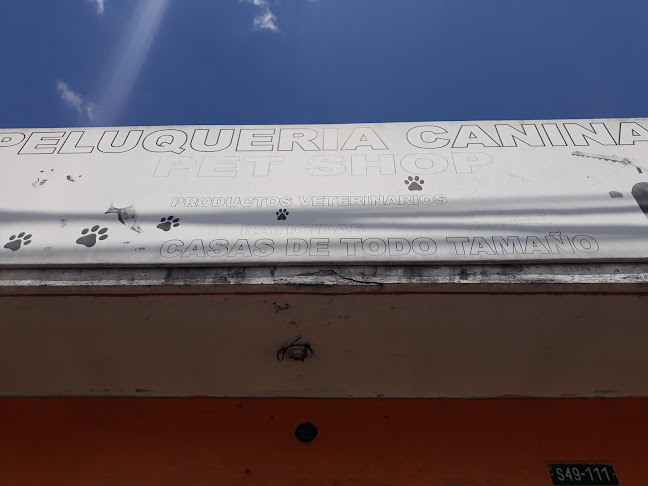 PELUQUERIA CANINA
PET SHOP
PRODUCTOS VETERINARIOS
CASAS DE TODO TAMAÑO
S49-111